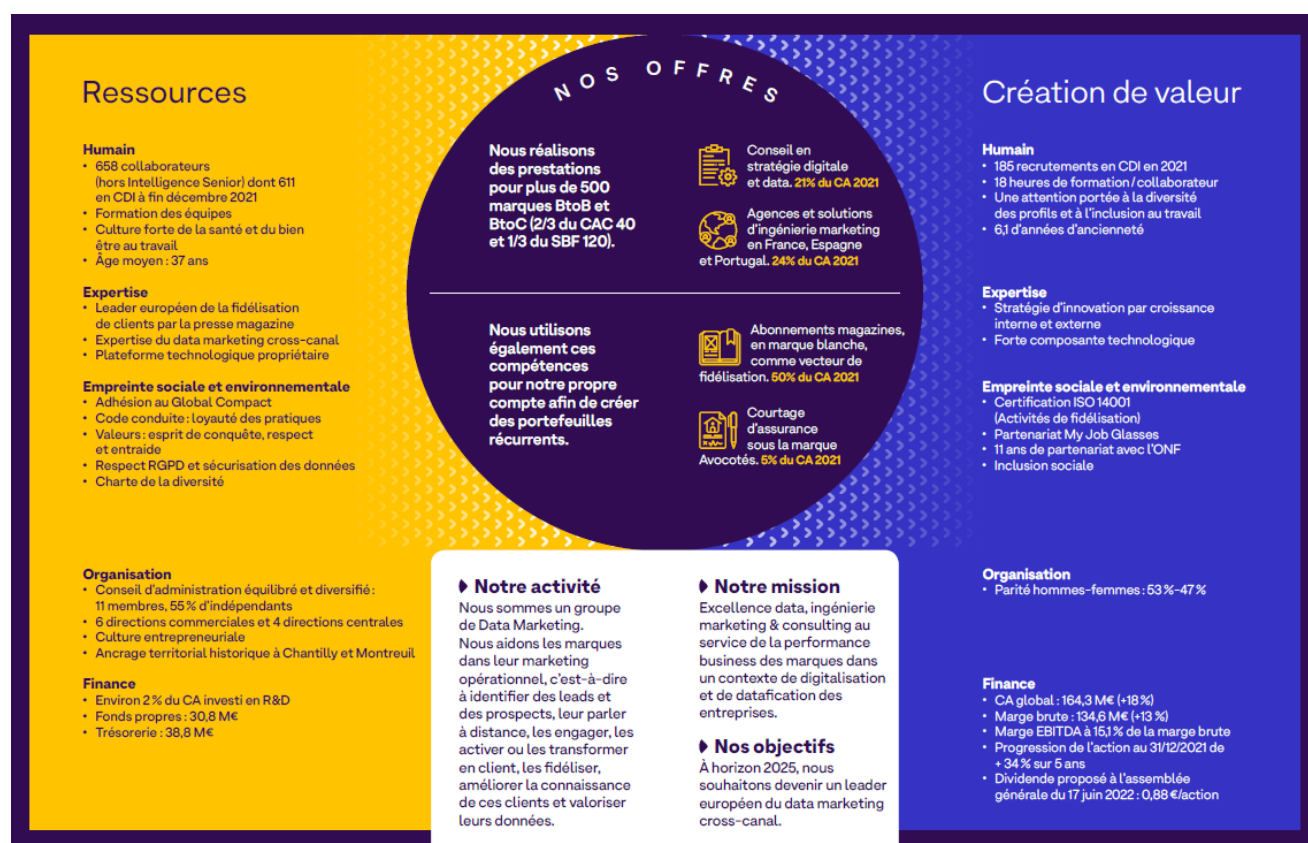 Ressources
Humain
• 658 collaborateurs
(hors Intelligence Senior) dont 611
en CDI à fin décembre 2021
• Formation des équipes
• Culture forte de la santé et du bien
être au travail
• Âge moyen : 37 ans
Expertise
• Leader européen de la fidélisation
de clients par la presse magazine
• Expertise du data marketing cross-canal
• Plateforme technologique propriétaire
Empreinte sociale et environnementale
• Adhésion au Global Compact
• Code conduite : loyauté des pratiques
• Valeurs : esprit de conquête, respect
et entraide
• Respect RGPD et sécurisation des données
• Charte de la diversité
Organisation
• Conseil d'administration équilibré et diversifié :
11 membres, 55 % d'indépendants
• 6 directions commerciales et 4 directions centrales
• Culture entrepreneuriale
• Ancrage territorial historique à Chantilly et Montreuil
Finance
• Environ 2 % du CA investi en R&D
• Fonds propres : 30,8 M€
• Trésorerie : 38,8 M€
NOS OFFRES
Nous réalisons
des prestations
pour plus de 500
marques BtoB et
BtoC (2/3 du CAC 40
et 1/3 du SBF 120).
Conseil en
stratégie digitale
et data. 21% du CA 2021
Agences et solutions
d'ingénierie marketing
en France, Espagne
et Portugal. 24% du CA 2021
Nous utilisons
également ces
compétences
pour notre propre
compte afin de créer
des portefeuilles
récurrents.
Abonnements magazines,
en marque blanche,
comme vecteur de
fidélisation. 50% du CA 2021
Courtage
d'assurance
sous la marque
Avocotés. 5% du CA 2021
Notre activité
Nous sommes un groupe
de Data Marketing.
Nous aidons les marques
dans leur marketing
opérationnel, c'est-à-dire
à identifier des leads et
des prospects, leur parler
à distance, les engager, les
activer ou les transformer
en client, les fidéliser,
améliorer la connaissance
de ces clients et valoriser
leurs données.
Notre mission
Excellence data, ingénierie
marketing & consulting au
service de la performance
business des marques dans
un contexte de digitalisation
et de datafication des
entreprises.
Nos objectifs
À horizon 2025, nous
souhaitons devenir un leader
européen du data marketing
cross-canal.
Création de valeur
Humain
• 185 recrutements en CDI en 2021
• 18 heures de formation / collaborateur
• Une attention portée à la diversité
des profils et à l'inclusion au travail
• 6,1 d'années d'ancienneté
Expertise
• Stratégie d'innovation par croissance
interne et externe
• Forte composante technologique
Empreinte sociale et environnementale
• Certification ISO 14001
(Activités de fidélisation)
• Partenariat My Job Glasses
• 11 ans de partenariat avec l'ONF
• Inclusion sociale
Organisation
• Parité hommes-femmes : 53 %-47 %
Finance
• CA global : 164,3 M€ (+18 %)
• Marge brute : 134,6 M€ (+13 %)
• Marge EBITDA à 15,1 % de la marge brute
• Progression de l'action au 31/12/2021 de
+ 34 % sur 5 ans
• Dividende proposé à l'assemblée
générale du 17 juin 2022 : 0,88 €/action